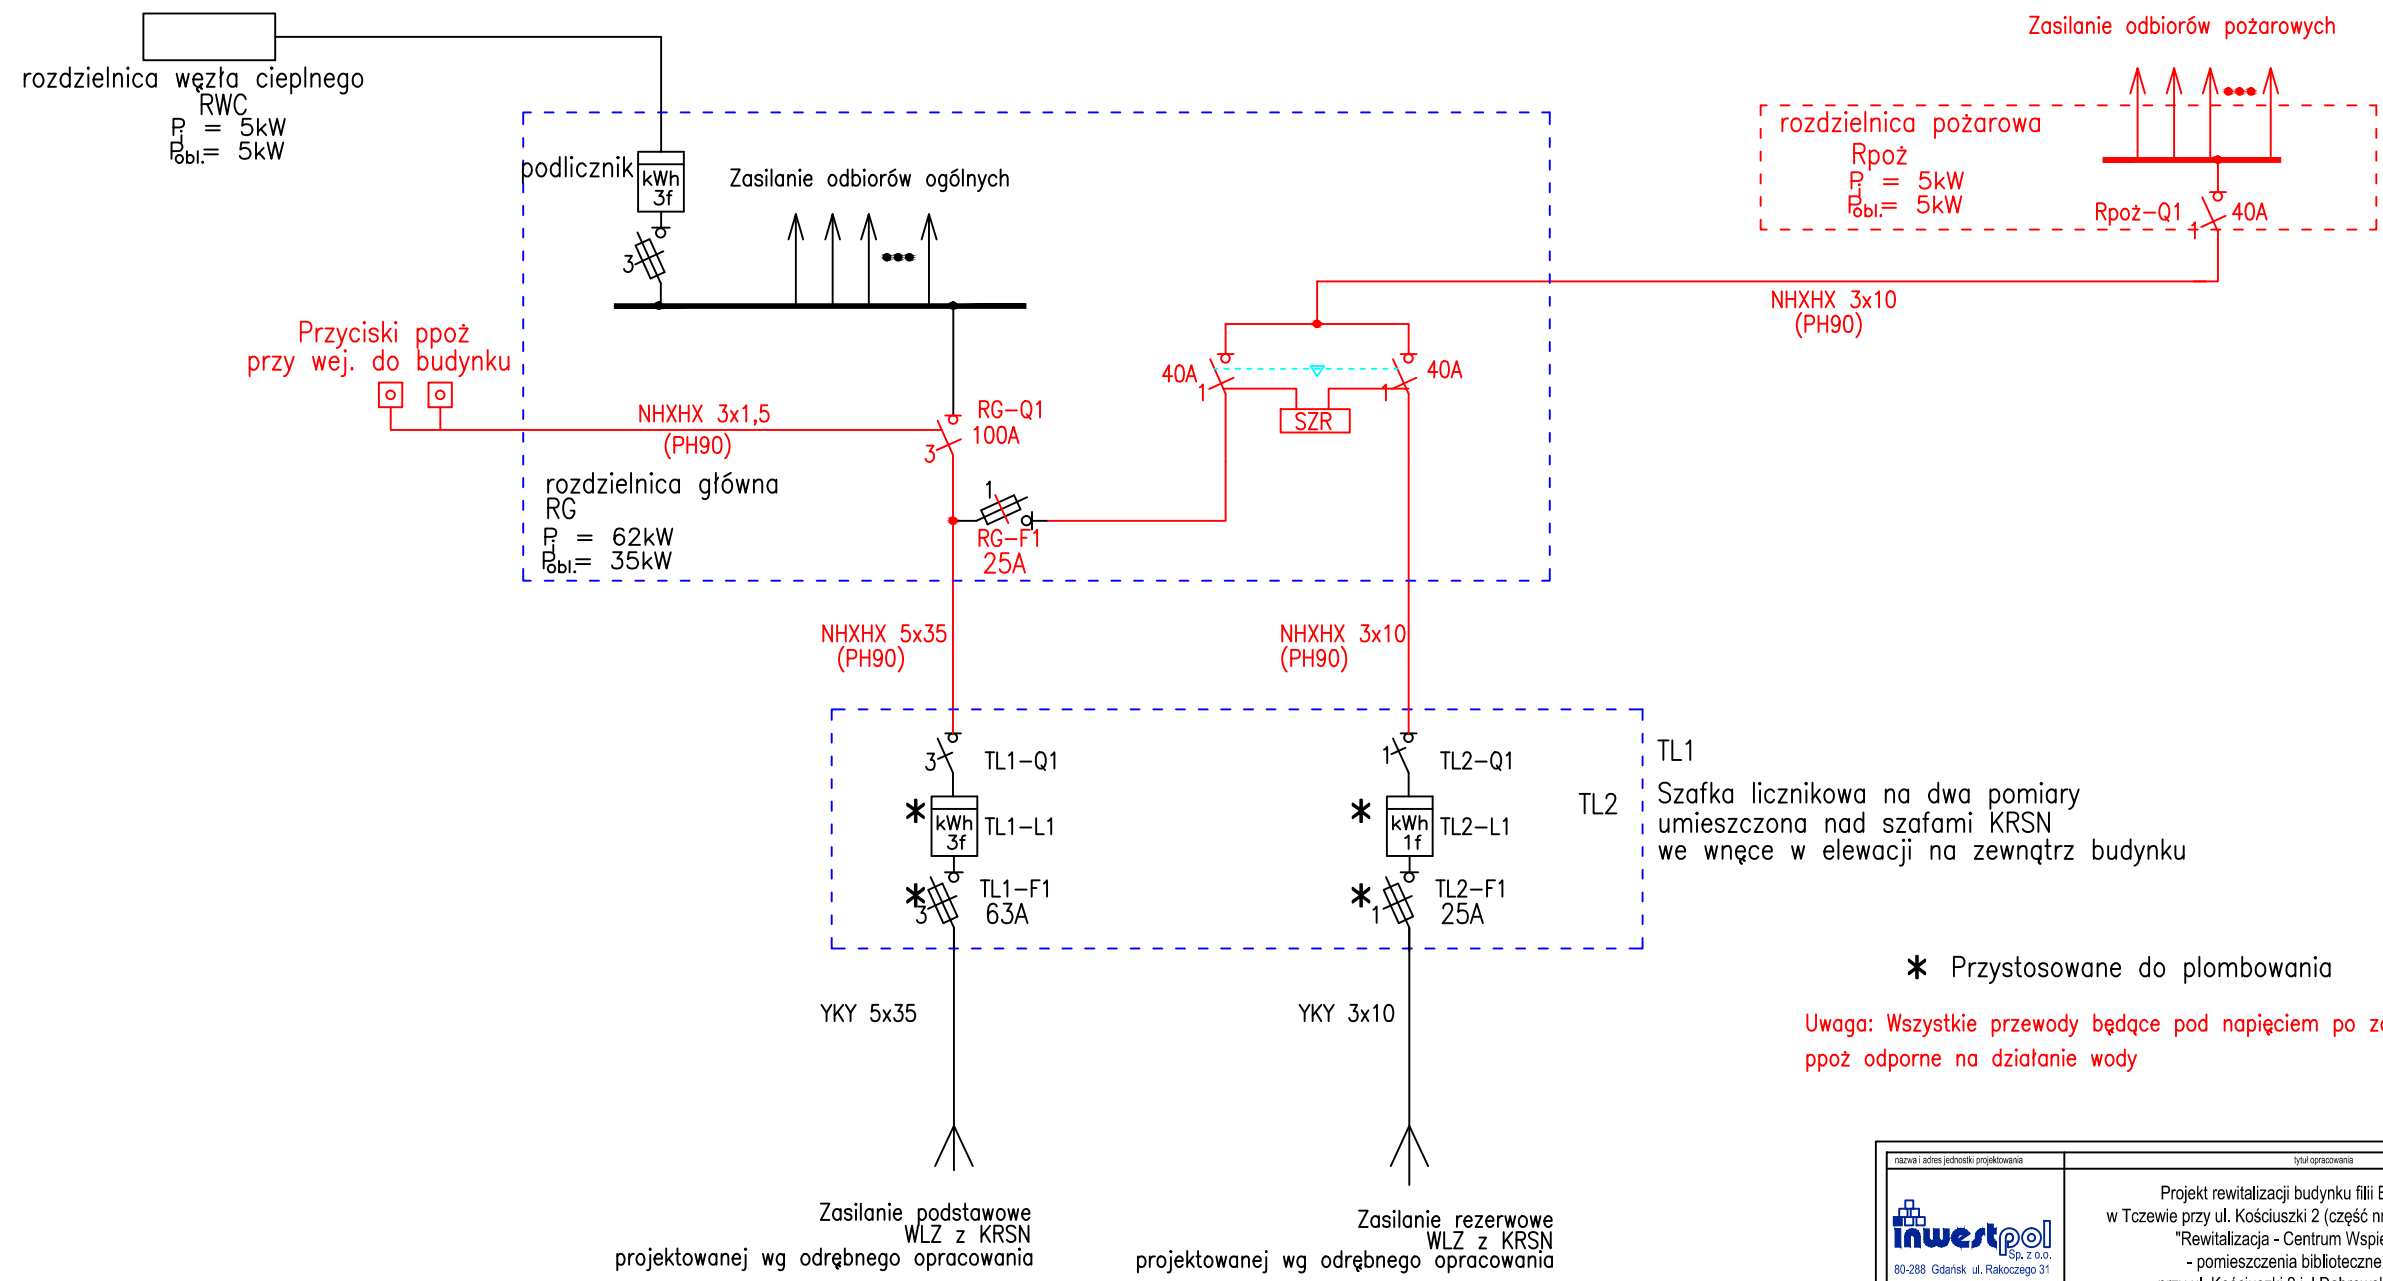 rozdzielnica węzła cieplnego
RWC
Pi = 5kW
Pobl.= 5kW
podlicznik
kWh
3f
3
Zasilanie odbiorów ogólnych
Zasilanie odbiorów pożarowych
rozdzielnica pożarowa
Rpoż
Pi = 5kW
Pobl.= 5kW
Rpoż-Q1
1
40A
NHXHX 3x10
(PH90)
Przyciski ppoż
przy wej. do budynku
NHXHX 3x1,5
(PH90)
RG-Q1
100A
3
40A
1
1
40A
SZR
rozdzielnica główna
RG
Pi = 62kW
Pobl.= 35kW
1
RG-F1
25A
NHXHX 5x35
(PH90)
NHXHX 3x10
(PH90)
3
TL1-Q1
kWh
3f
TL1-L1
3
TL1-F1
63A
1
TL2-Q1
kWh
1f
TL2-L1
1
TL2-F1
25A
TL1
TL2
Szafka licznikowa na dwa pomiary
umieszczona nad szafami KRSN
we wnęce w elewacji na zewnątrz budynku
YKY 5x35
YKY 3x10
* Przystosowane do plombowania
Uwaga: Wszystkie przewody będące pod napięciem po
ppoż odporne na działanie wody
Zasilanie podstawowe
WLZ z KRSN
projektowanej wg odrębnego opracowania
Zasilanie rezerwowe
WLZ z KRSN
projektowanej wg odrębnego opracowania
nazwa i adres jednostki projektowania
tytuł opracowania
inwestpol
Sp. z o.o.
80-288 Gdańsk ul. Rakoczego 31
Projekt rewitalizacji budynku filii
w Tczewie przy ul. Kościuszki 2 (część
"Rewitalizacja - Centrum
- pomieszczenia biblioteczne